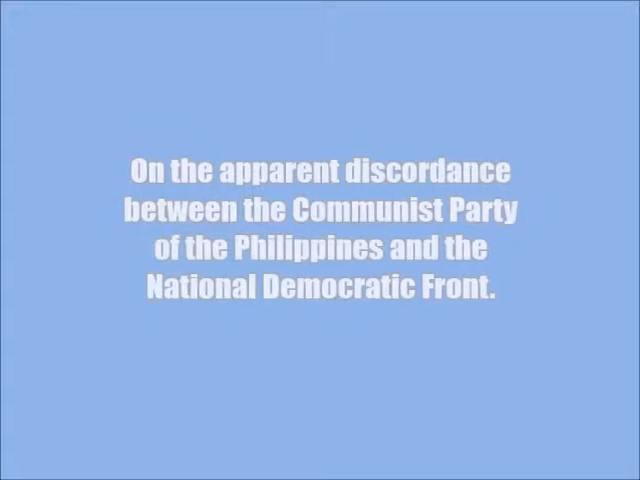 On the apparent discordance
between the Communist Party
of the Philippines and the
National Democratic Front.